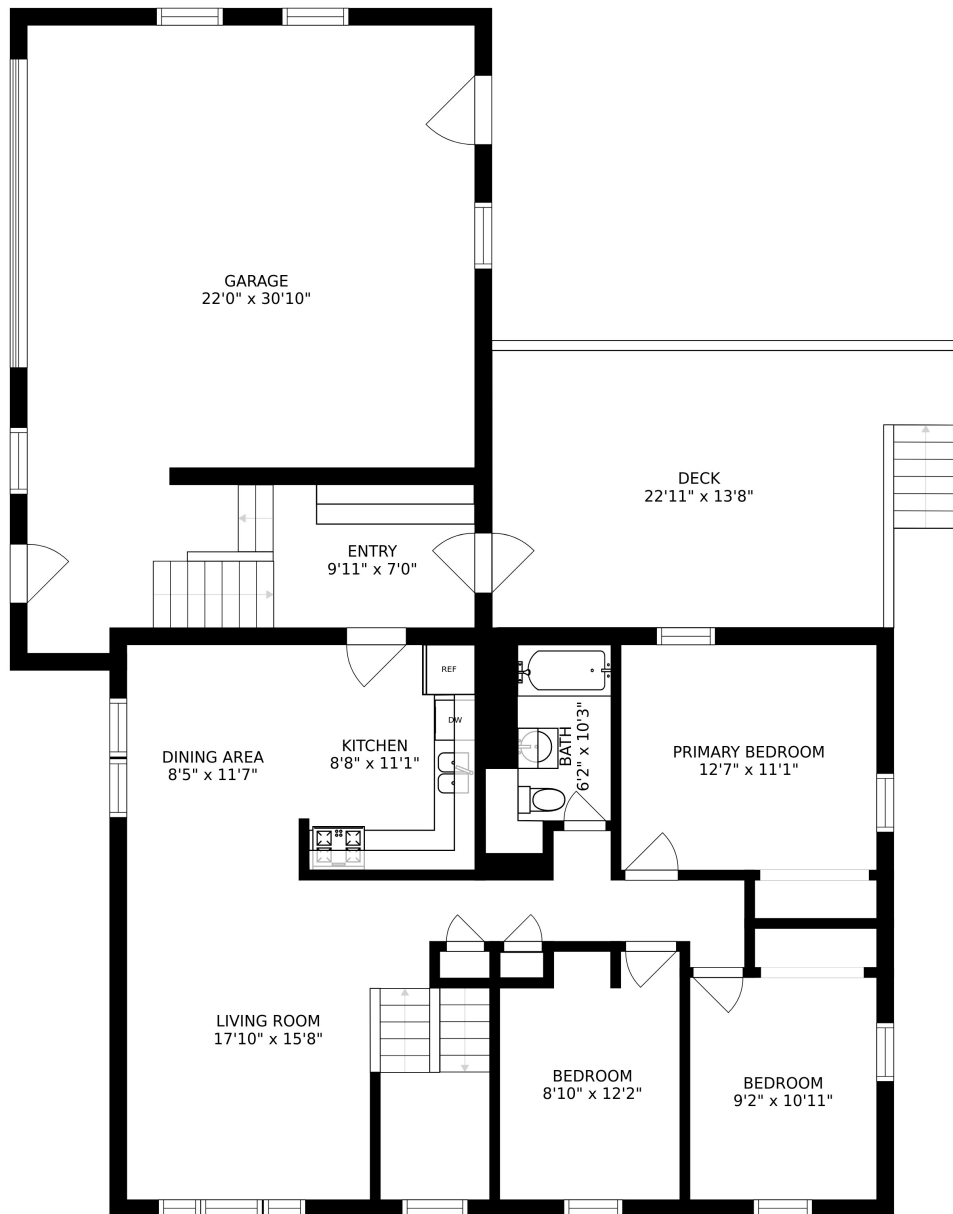 GARAGE
22'0" x 30'10"
DECK
22'11" x 13'8"
ENTRY
9'11" x 7'0"
REF
DW
DINING AREA
8'5" x 11'7"
KITCHEN
8'8" x 11'1"
BATH
6'2" x 10'3"
PRIMARY BEDROOM
12'7" x 11'1"
LIVING ROOM
17'10" x 15'8"
BEDROOM
8'10" x 12'2"
BEDROOM
9'2" x 10'11"